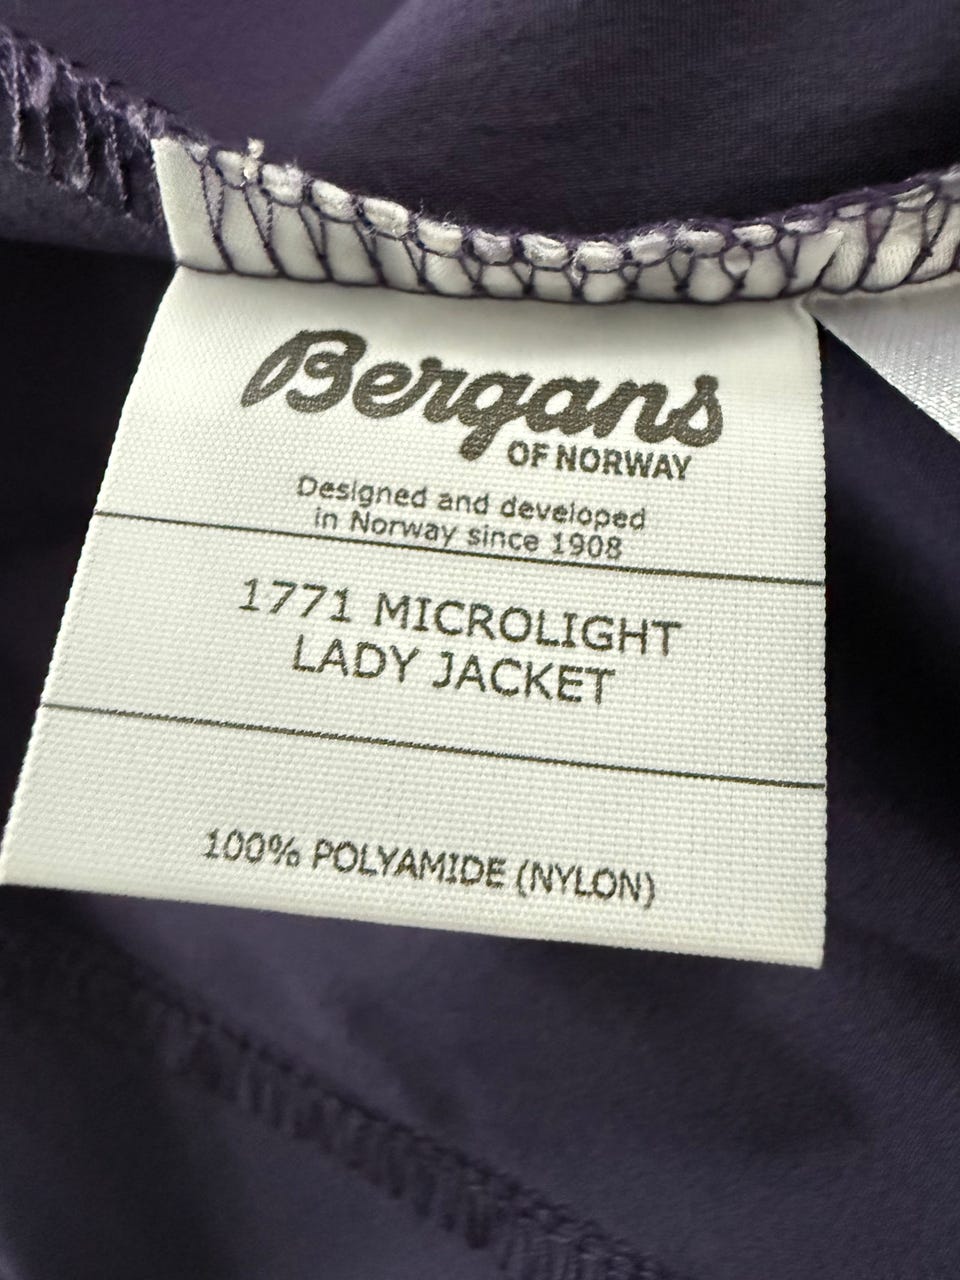 Bergans
OF NORWAY
Designed and developed
in Norway since 1908
1771 MICROLIGHT
LADY JACKET
100% POLYAMIDE (NYLON)